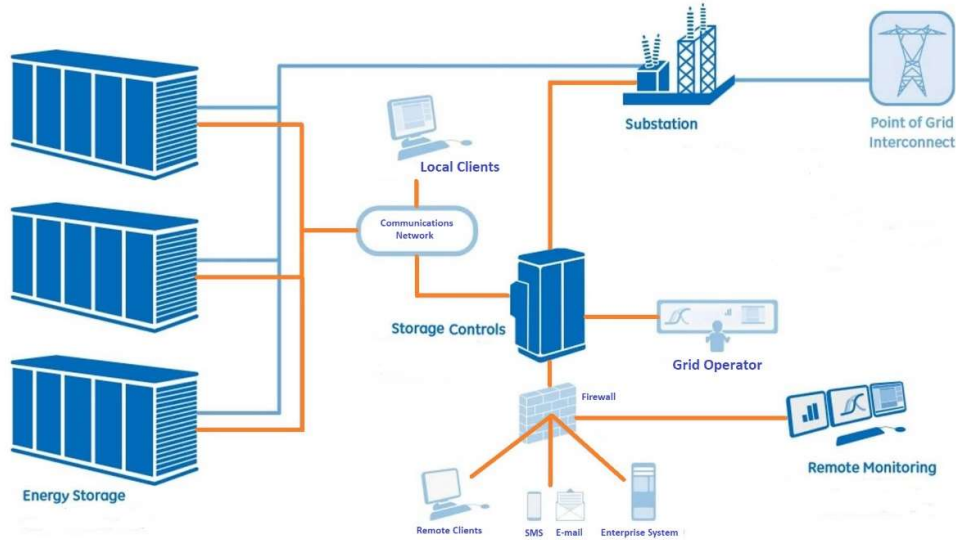 Substation
Point of Grid
Interconnect
Local Clients
Communications
Network
Storage Controls
Grid Operator
Firewall
Remote Monitoring
Energy Storage
Remote Clients
SMS
E-mail
Enterprise System